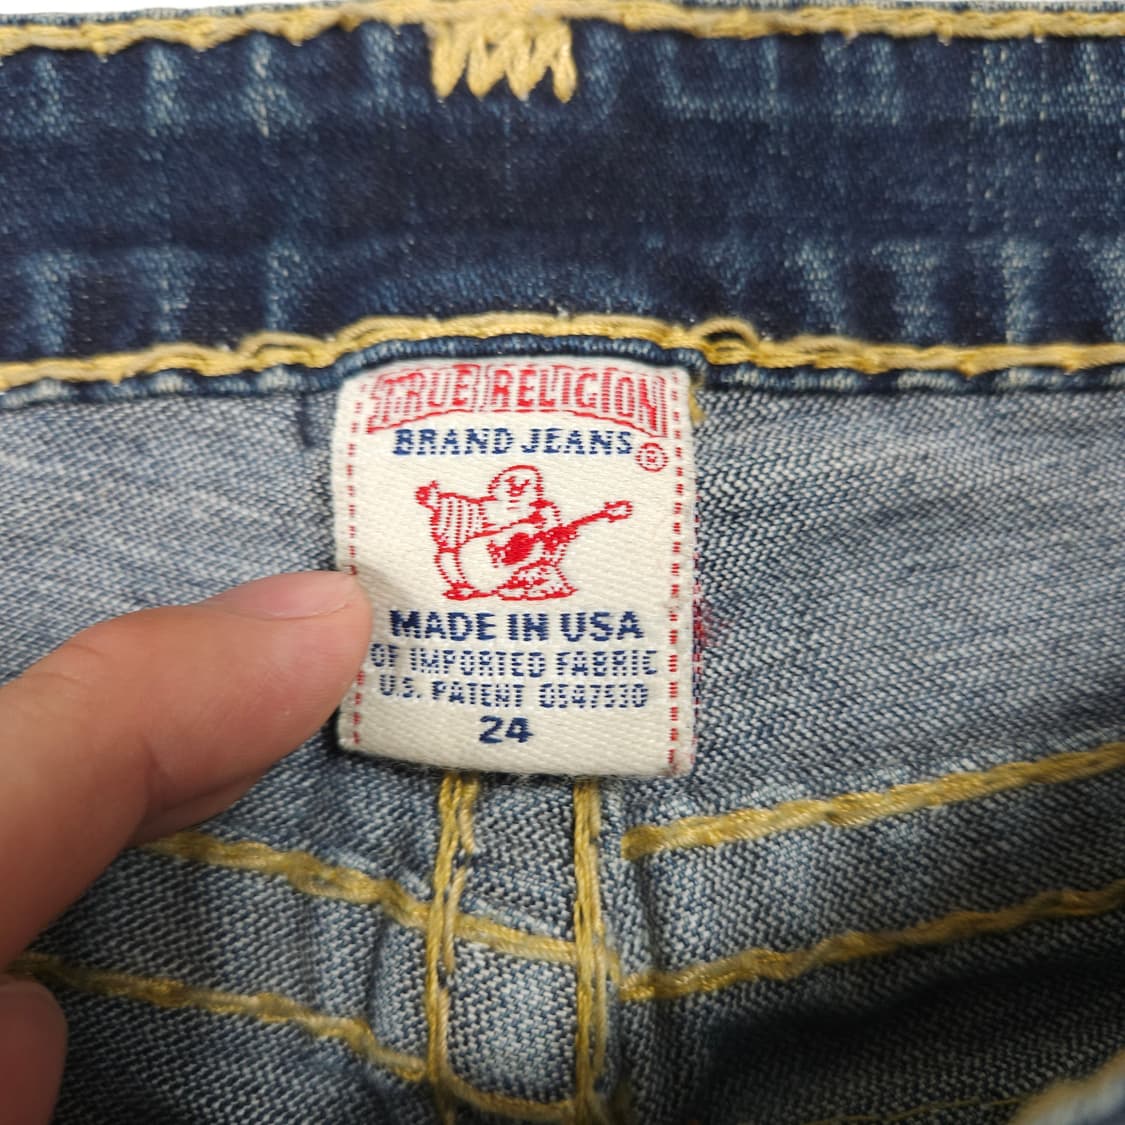 TRUE RELIGION
BRAND JEANS ®
MADE IN USA
OF IMPORTED FABRIC
U.S. PATENT 0547530
24